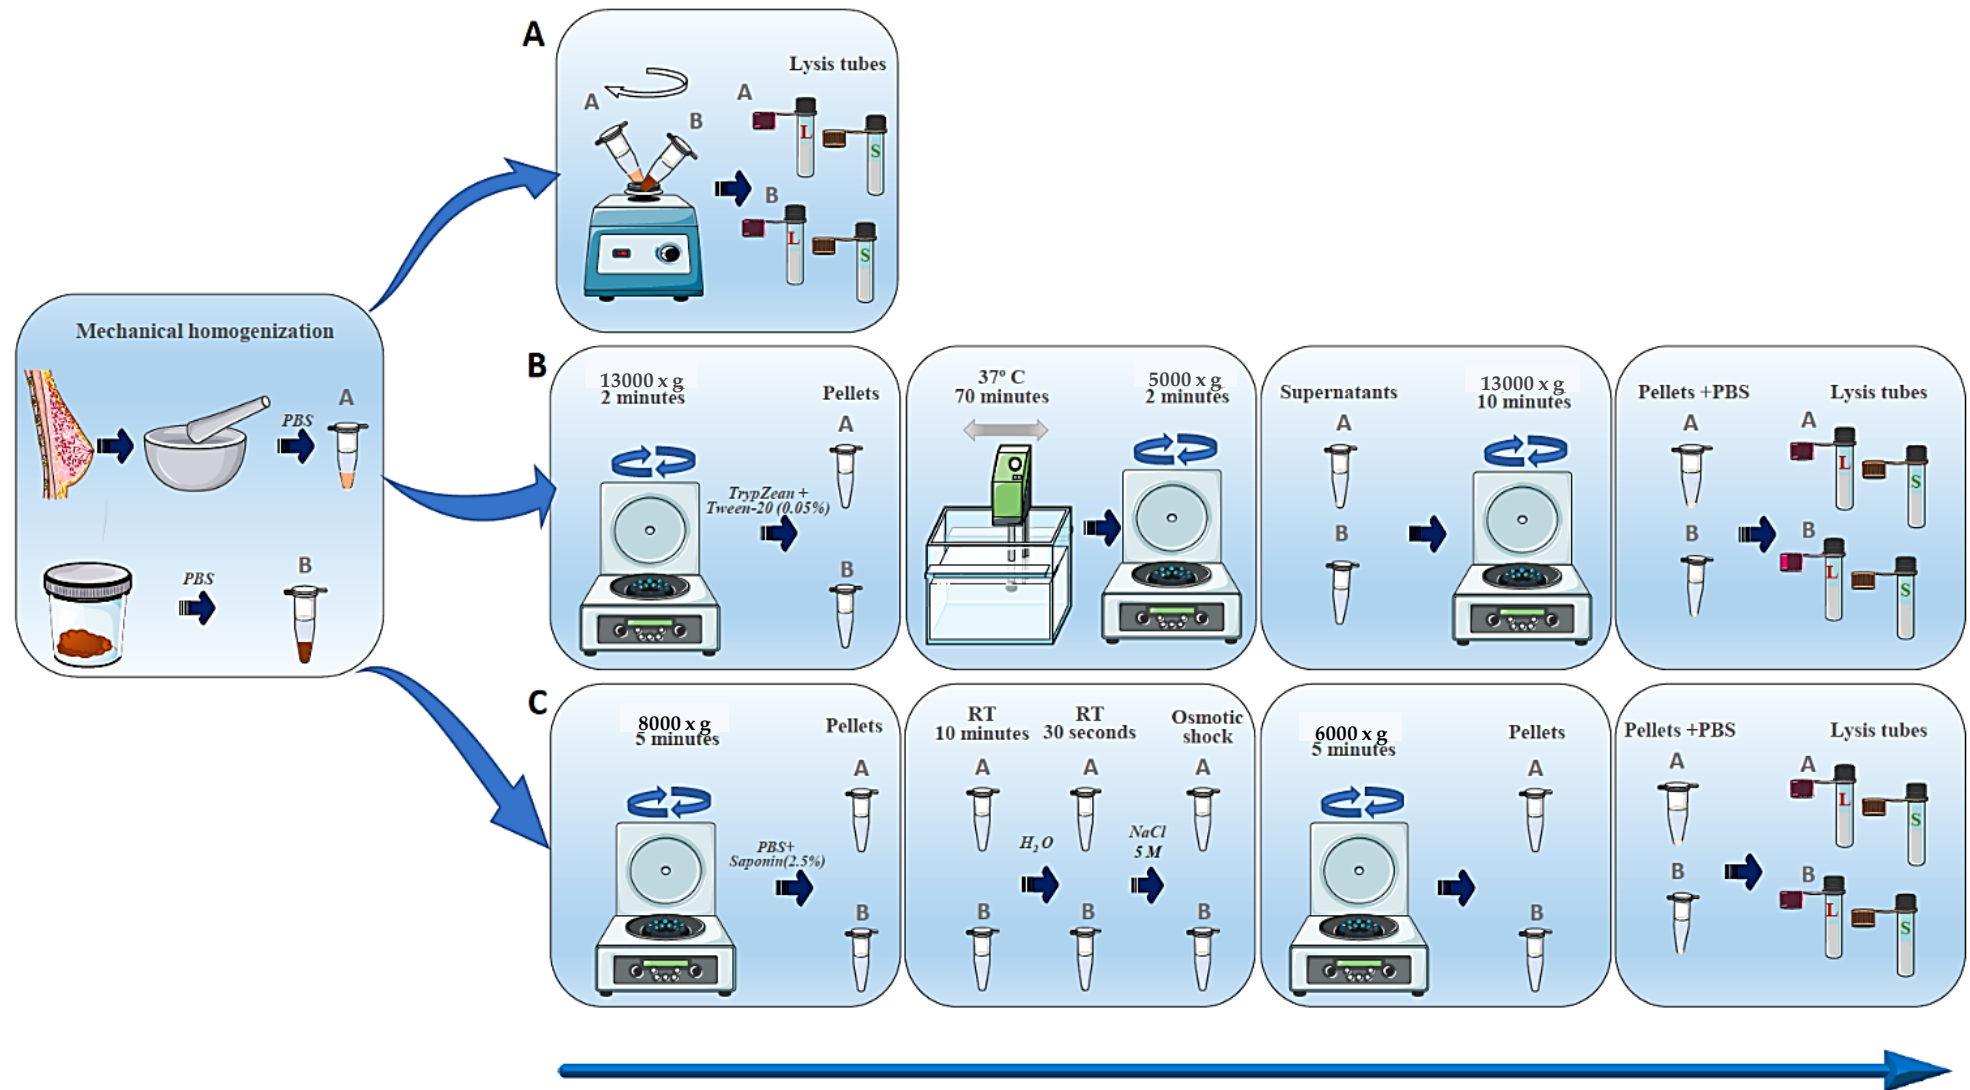 Mechanical homogenization
A
PBS
B
PBS
A
Lysis tubes
A
B
A
L
S
B
L
S
B
13000 x g
2 minutes
Pellets
A
TrypZean +
Tween-20 (0.05%)
B
37º C
70 minutes
5000 x g
2 minutes
Supernatants
A
B
13000 x g
10 minutes
Pellets +PBS
A
B
Lysis tubes
A
L
S
B
L
S
C
8000 x g
5 minutes
Pellets
A
PBS+
Saponin(2.5%)
B
RT
10 minutes
RT
30 seconds
Osmotic
shock
A
A
A
H₂O
NaCl
5 M
B
B
B
6000 x g
5 minutes
Pellets
A
B
Pellets +PBS
A
B
Lysis tubes
A
L
S
B
L
S